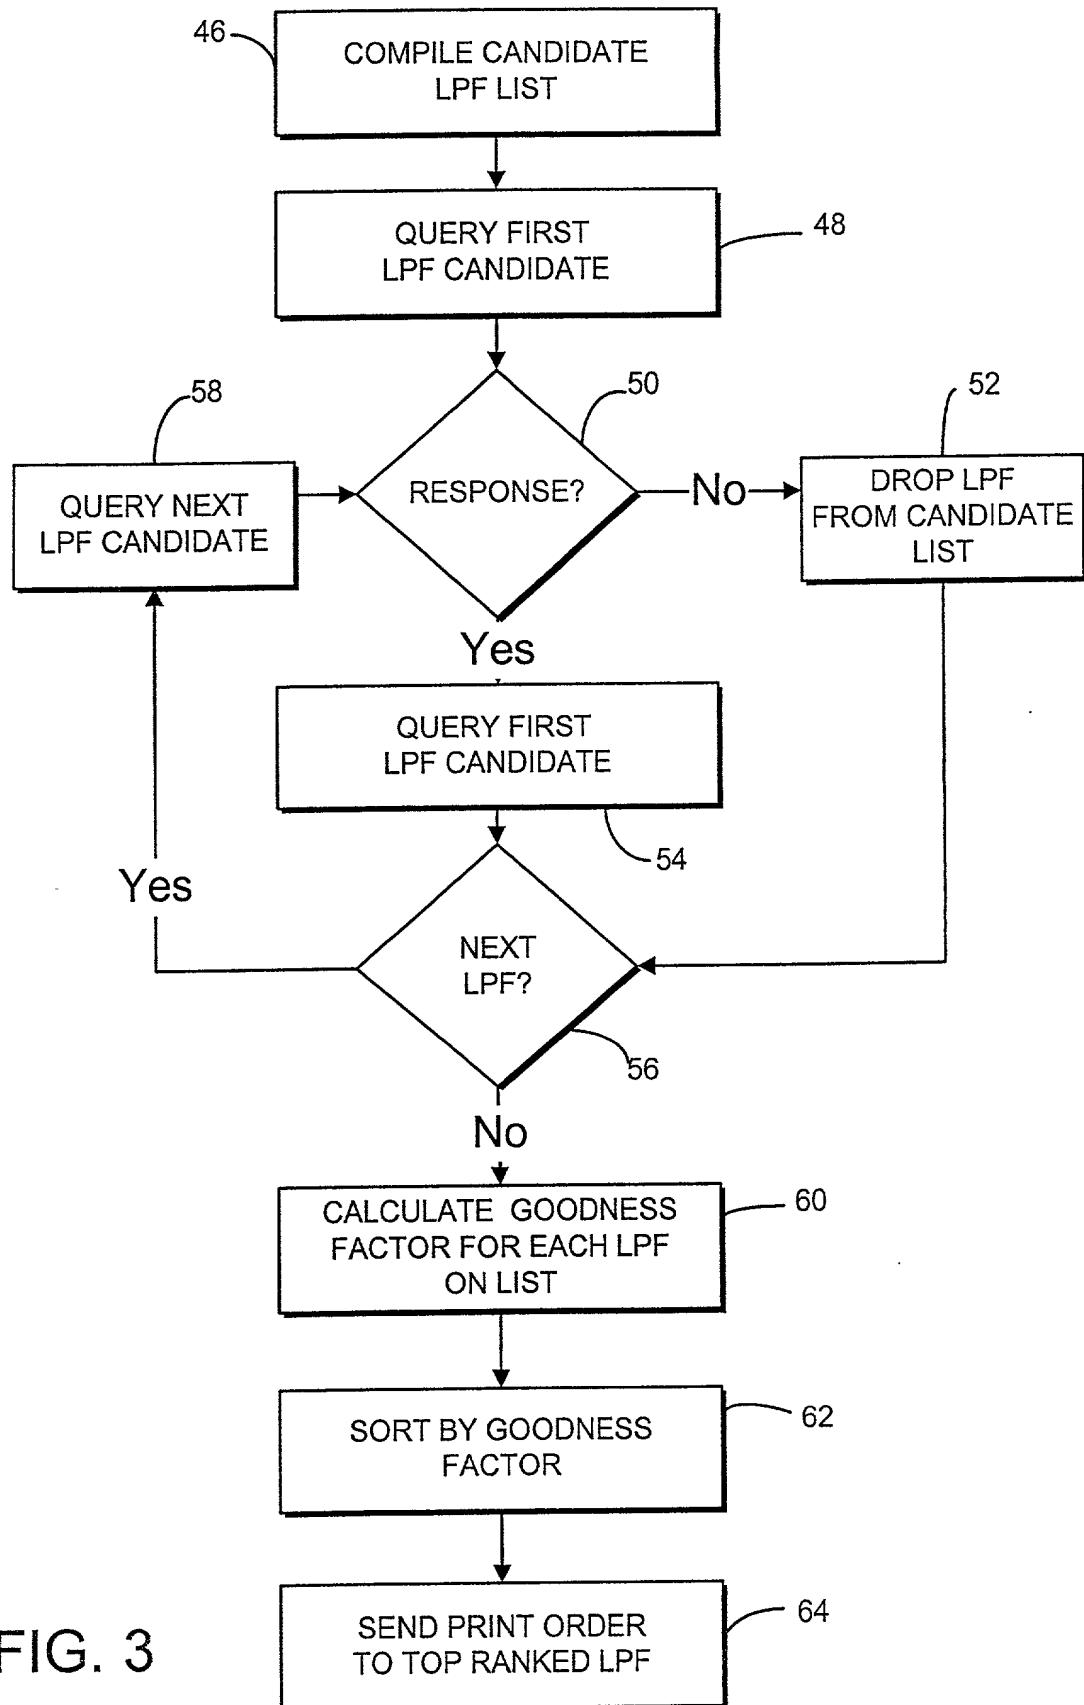 46
COMPILE CANDIDATE
LPF LIST
QUERY FIRST
LPF CANDIDATE
48
58
50
52
QUERY NEXT
LPF CANDIDATE
RESPONSE?
No
DROP LPF
FROM CANDIDATE
LIST
Yes
QUERY FIRST
LPF CANDIDATE
54
Yes
NEXT
LPF?
56
No
CALCULATE GOODNESS
FACTOR FOR EACH LPF
ON LIST
60
SORT BY GOODNESS
FACTOR
62
SEND PRINT ORDER
TO TOP RANKED LPF
64
FIG. 3